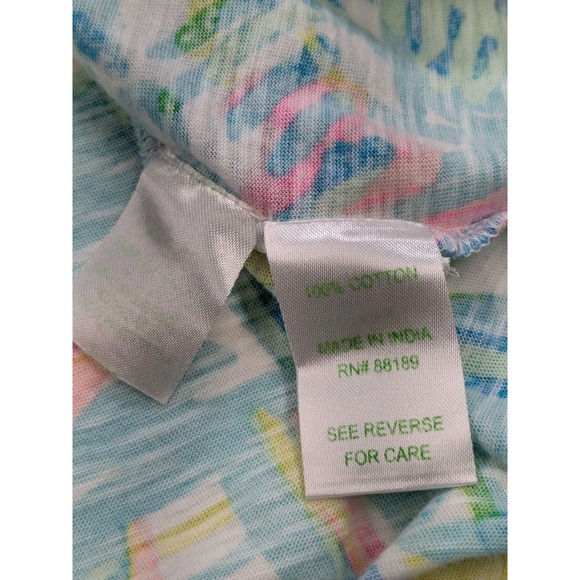 100% COTTON
MADE IN INDIA
RN# 88189
SEE REVERSE
FOR CARE